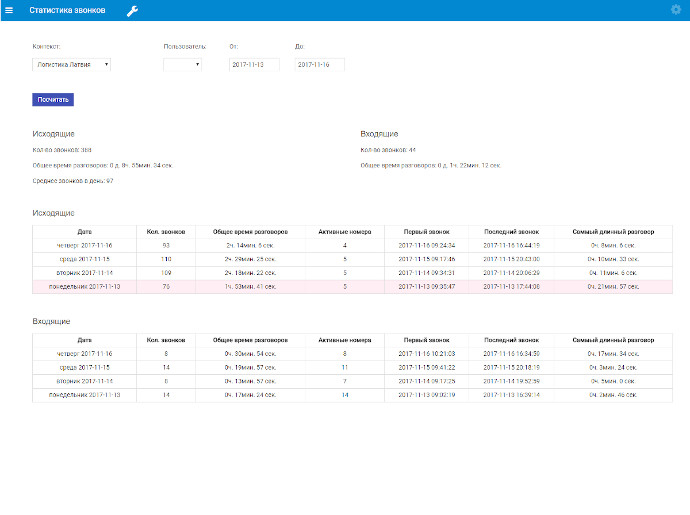 Статистика звонков
Контекст: Пользователь: От: До:
Логистика Латвия 2017-11-13 2017-11-16
Посчитать
Исходящие Входящие
Кол-во звонков: 388 Кол-во звонков: 44
Общее время разговоров: 0 д. 8ч. 55мин. 34 сек. Общее время разговоров: 0 д. 1ч. 22мин. 12 сек.
Среднее звонков в день: 97
Исходящие
Дата Кол. звонков Общее время разговоров Активные номера Первый звонок Последний звонок Самый длинный разговор
четверг 2017-11-16 93 2ч. 14мин. 6 сек. 4 2017-11-16 09:24:34 2017-11-16 16:44:19 0ч. 8мин. 6 сек.
среда 2017-11-15 110 2ч. 29мин. 25 сек. 5 2017-11-15 09:17:46 2017-11-15 20:43:00 0ч. 10мин. 33 сек.
вторник 2017-11-14 109 2ч. 18мин. 22 сек. 5 2017-11-14 09:34:31 2017-11-14 20:06:29 0ч. 11мин. 6 сек.
понедельник 2017-11-13 76 1ч. 53мин. 41 сек. 5 2017-11-13 09:35:47 2017-11-13 17:44:08 0ч. 21мин. 57 сек.
Входящие
Дата Кол. звонков Общее время разговоров Активные номера Первый звонок Последний звонок Самый длинный разговор
четверг 2017-11-16 8 0ч. 30мин. 54 сек. 8 2017-11-16 10:21:03 2017-11-16 16:34:50 0ч. 17мин. 34 сек.
среда 2017-11-15 14 0ч. 19мин. 57 сек. 11 2017-11-15 09:41:22 2017-11-15 20:18:19 0ч. 3мин. 24 сек.
вторник 2017-11-14 8 0ч. 13мин. 57 сек. 7 2017-11-14 09:17:25 2017-11-14 19:52:59 0ч. 5мин. 0 сек.
понедельник 2017-11-13 14 0ч. 17мин. 24 сек. 14 2017-11-13 09:02:19 2017-11-13 16:39:14 0ч. 2мин. 46 сек.